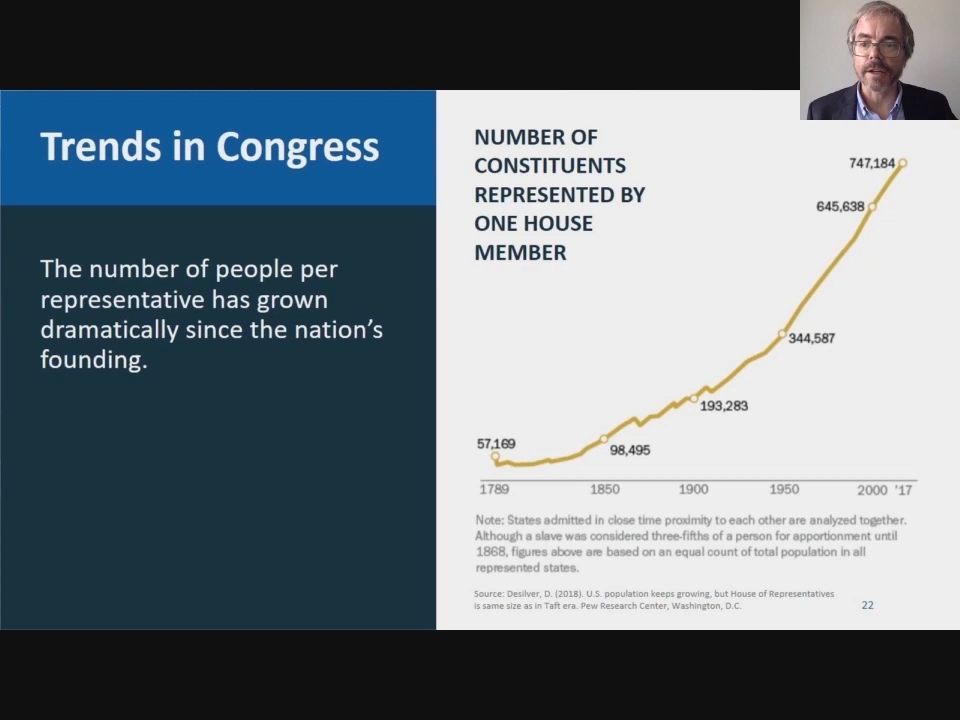 Trends in Congress
The number of people per
representative has grown
dramatically since the nation's
founding.
NUMBER OF
CONSTITUENTS
REPRESENTED BY
ONE HOUSE
MEMBER
747,184
645,638
344,587
193,283
57,169
98,495
1789 1850 1900 1950 2000 '17
Note: States admitted in close time proximity to each other are analyzed together.
Although a slave was considered three-fifths of a person for apportionment until
1868, figures above are based on an equal count of total population in all
represented states.
Source: Desilver, D. (2018). U.S. population keeps growing, but House of Representatives
is same size as in Taft era. Pew Research Center, Washington, D.C.
22